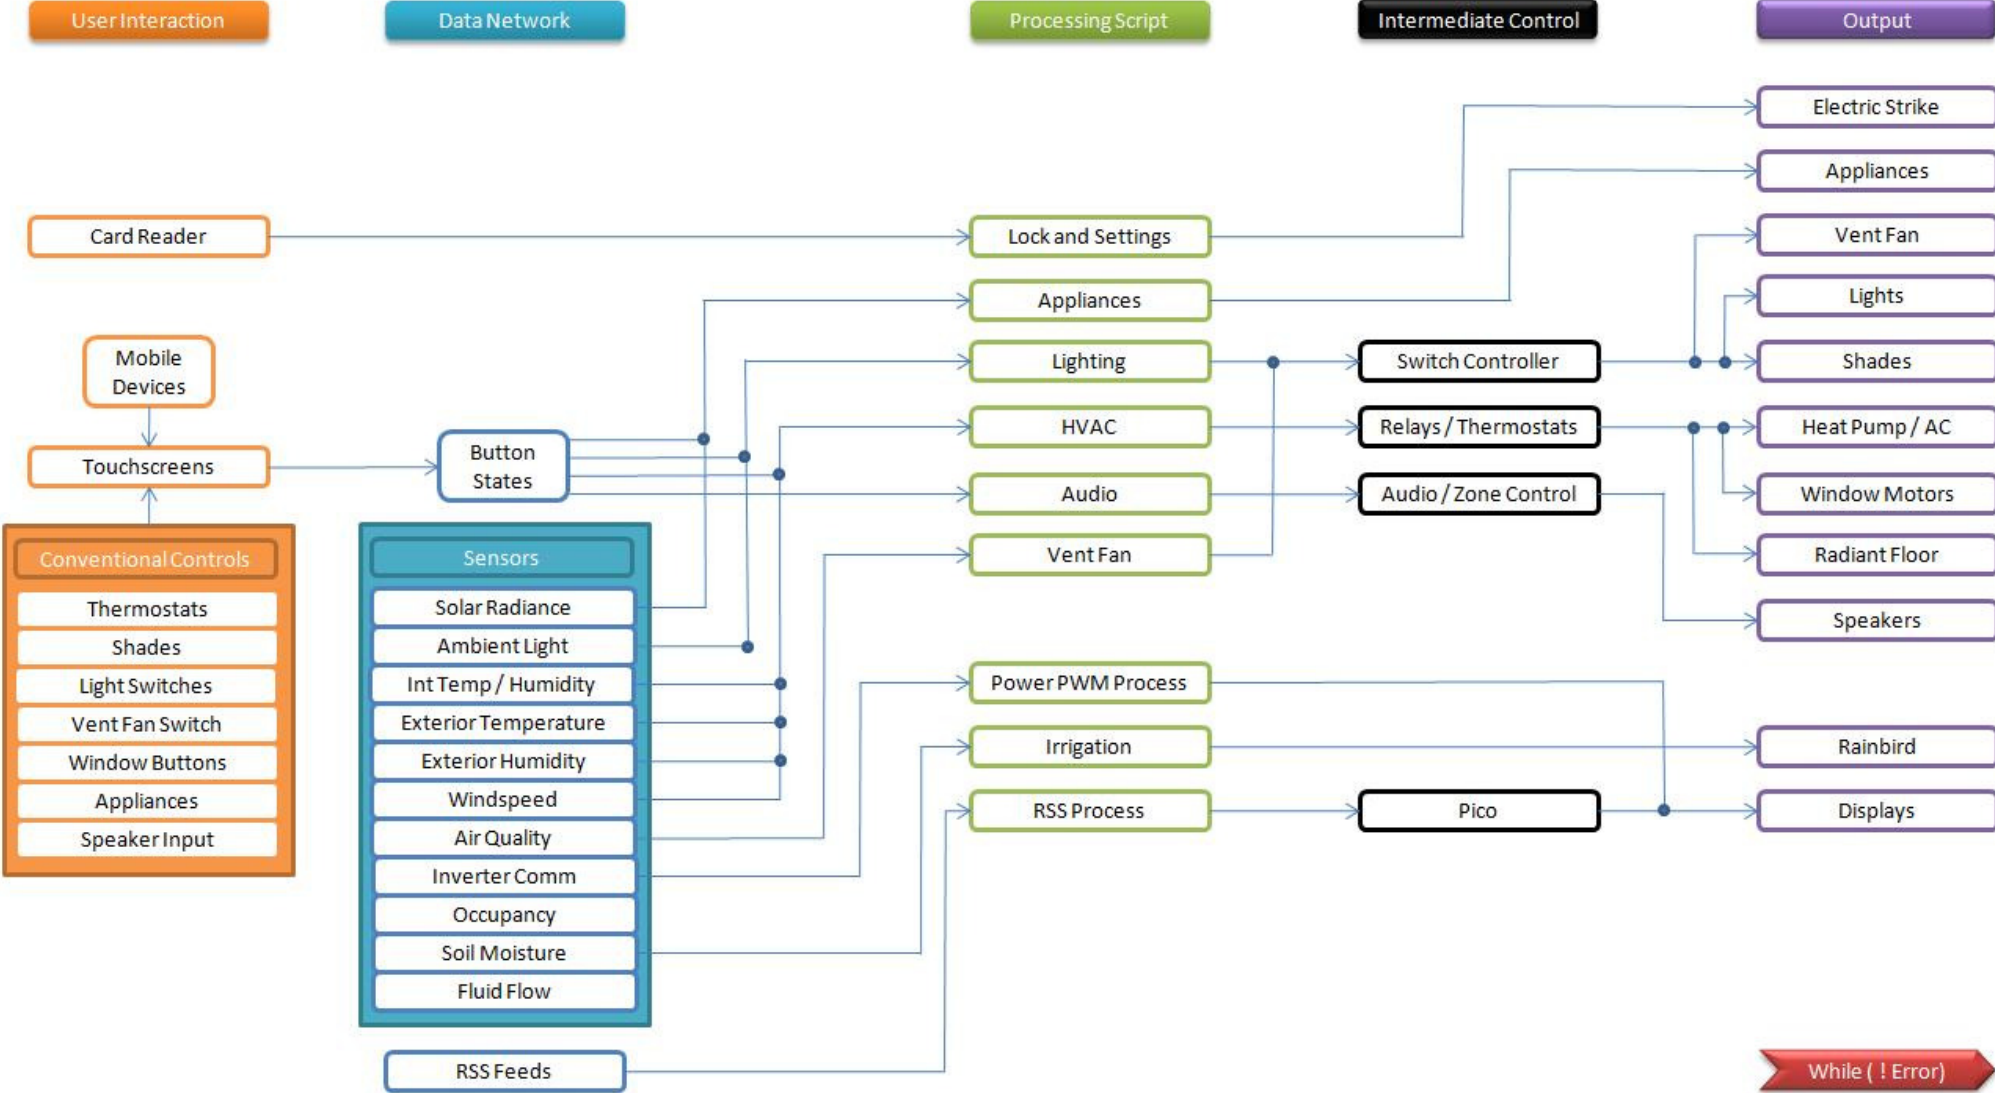 User Interaction
Data Network
Processing Script
Intermediate Control
Output
Electric Strike
Appliances
Card Reader
Lock and Settings
Vent Fan
Appliances
Lights
Mobile
Devices
Lighting
Switch Controller
Shades
HVAC
Relays / Thermostats
Heat Pump / AC
Touchscreens
Button
States
Audio
Audio / Zone Control
Window Motors
Vent Fan
Radiant Floor
Speakers
Conventional Controls
Thermostats
Shades
Light Switches
Vent Fan Switch
Window Buttons
Appliances
Speaker Input
Sensors
Solar Radiance
Ambient Light
Int Temp / Humidity
Exterior Temperature
Exterior Humidity
Windspeed
Air Quality
Inverter Comm
Occupancy
Soil Moisture
Fluid Flow
Power PWM Process
Irrigation
Rainbird
RSS Process
Pico
Displays
RSS Feeds
While ( ! Error)